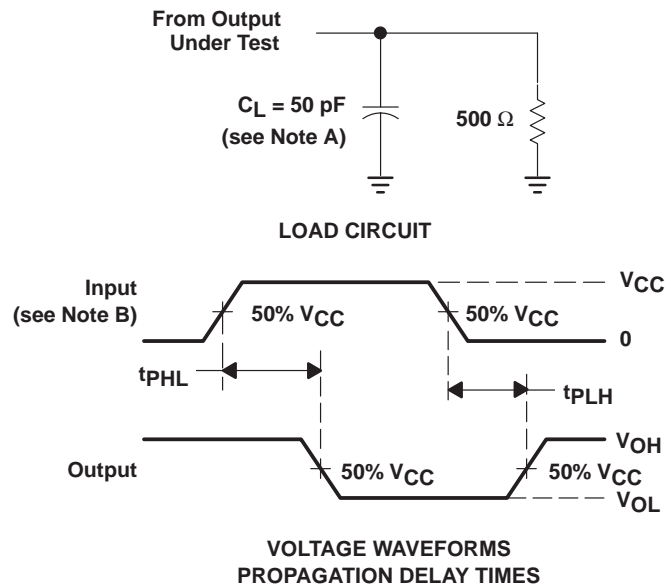 From Output
Under Test
CL = 50 pF
(see Note A)
500 Ω
LOAD CIRCUIT
Input
(see Note B)
50% VCC
50% VCC
VCC
0
tPHL
tPLH
Output
50% VCC
50% VCC
VOH
VOL
VOLTAGE WAVEFORMS
PROPAGATION DELAY TIMES